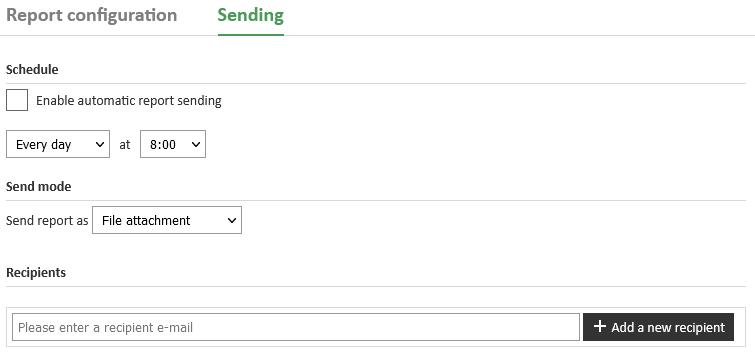 Report configuration Sending
Schedule
Enable automatic report sending
Every day at 8:00
Send mode
Send report as File attachment
Recipients
Please enter a recipient e-mail + Add a new recipient